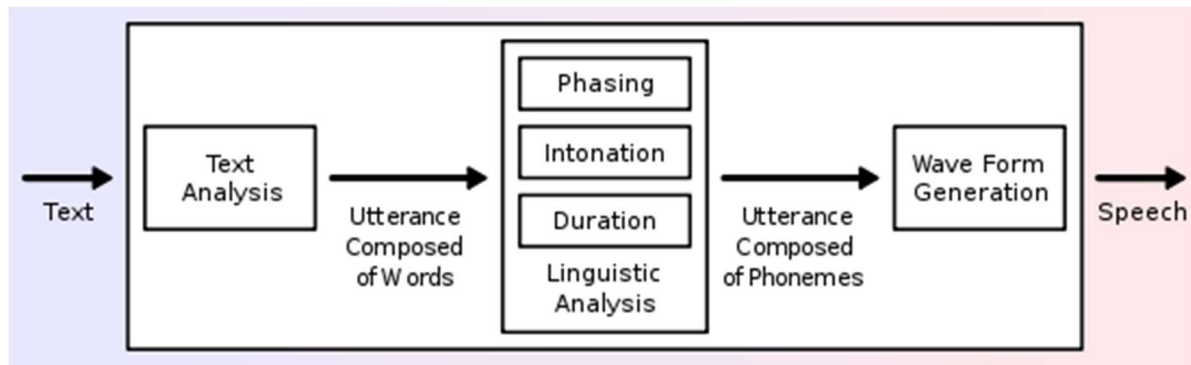 Text
Text
Analysis
Utterance
Composed
of Words
Phasing
Intonation
Duration
Linguistic
Analysis
Utterance
Composed
of Phonemes
Wave Form
Generation
Speech